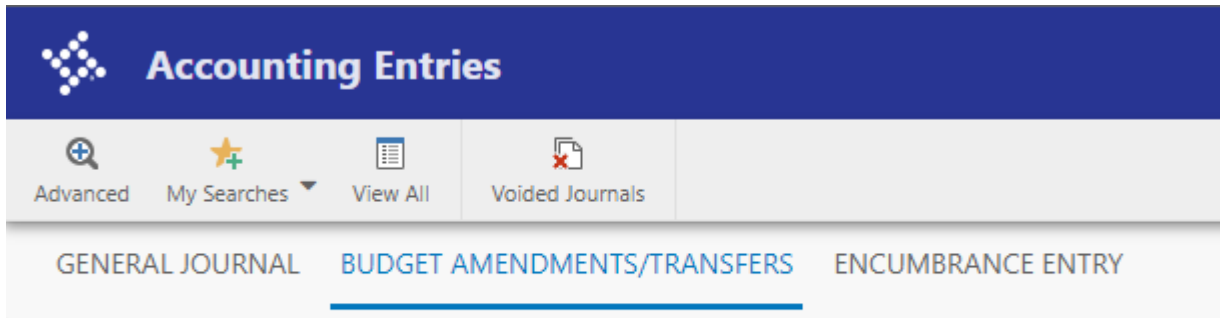 Accounting Entries
Advanced My Searches View All Voided Journals
GENERAL JOURNAL BUDGET AMENDMENTS/TRANSFERS ENCUMBRANCE ENTRY